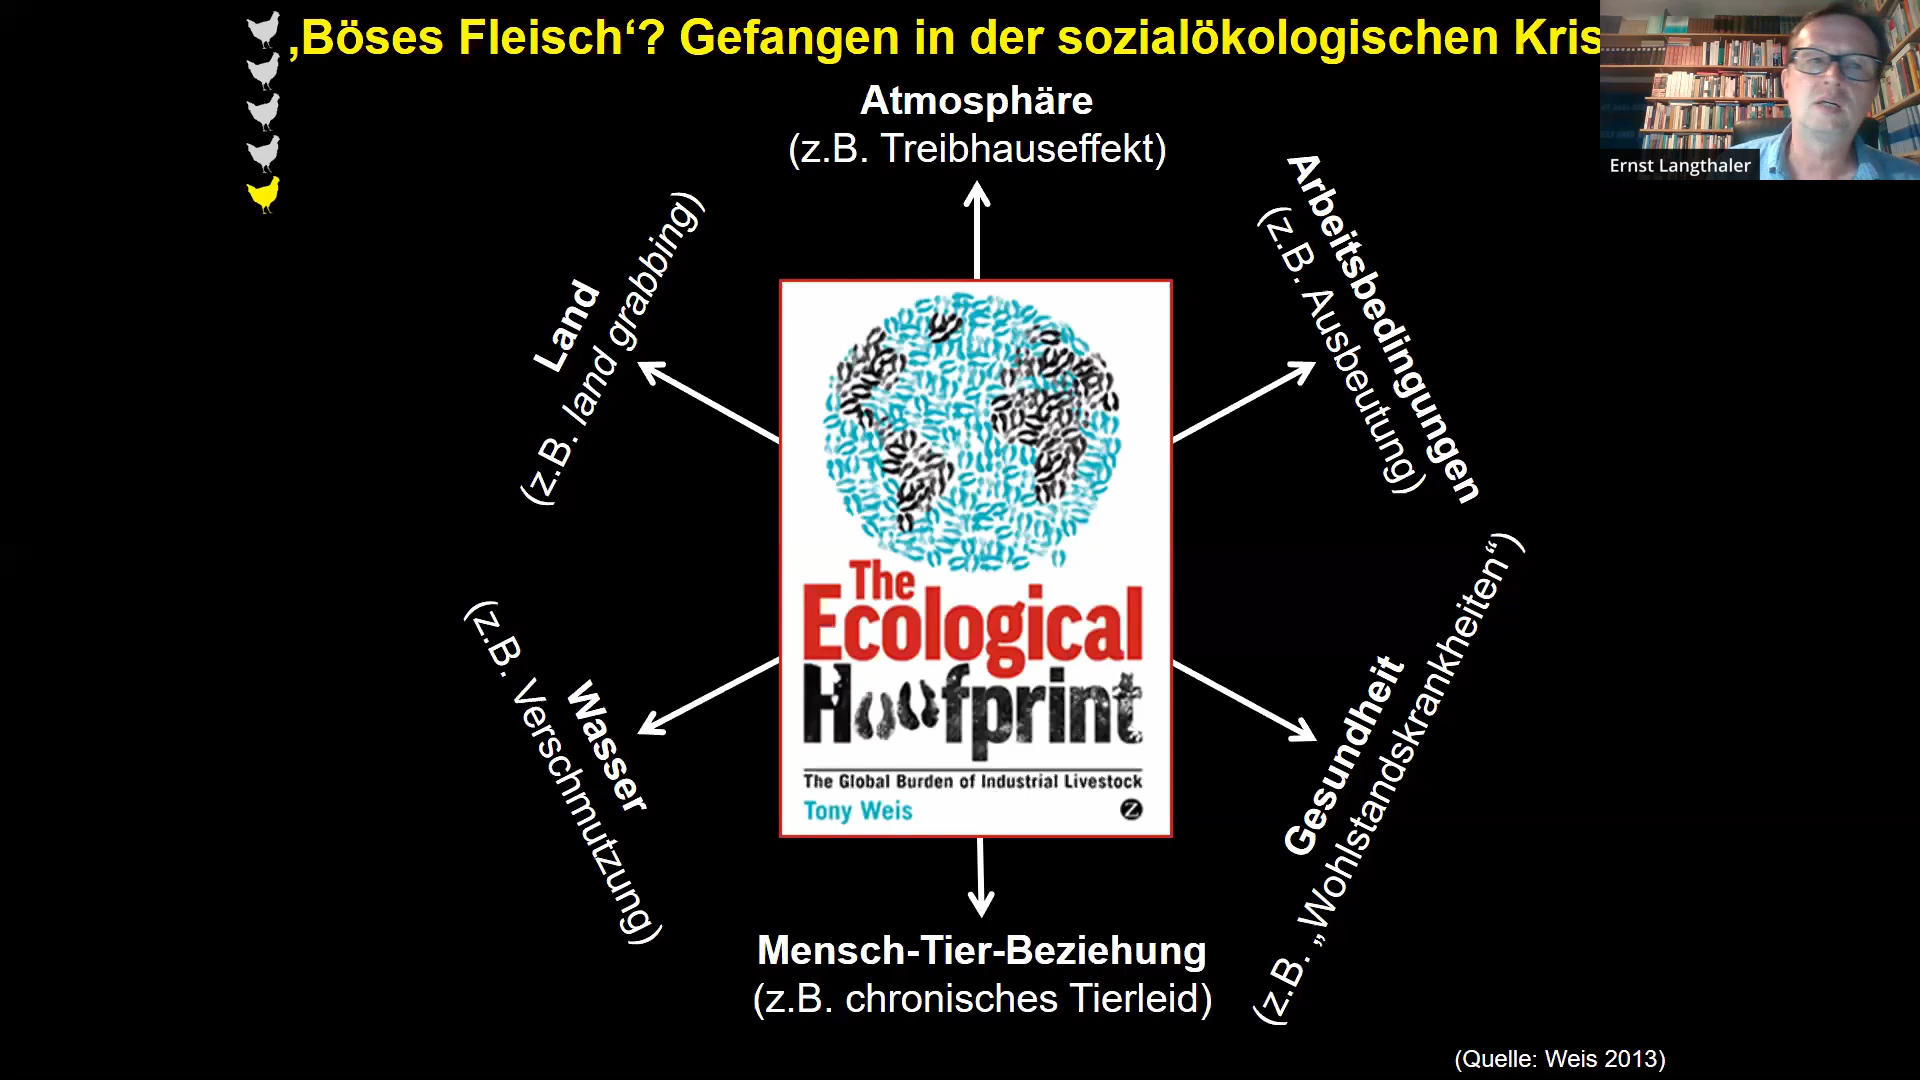 ‚Böses Fleisch‘? Gefangen in der sozialökologischen Kris
Ernst Langthaler
Atmosphäre
(z.B. Treibhauseffekt)
Land
(z.B. land grabbing)
Arbeitsbedingungen
(z.B. Ausbeutung)
The
Ecological
Hoofprint
The Global Burden of Industrial Livestock
Tony Weis
Z
Wasser
(z.B. Verschmutzung)
Gesundheit
(z.B. „Wohlstandskrankheiten“)
Mensch-Tier-Beziehung
(z.B. chronisches Tierleid)
(Quelle: Weis 2013)